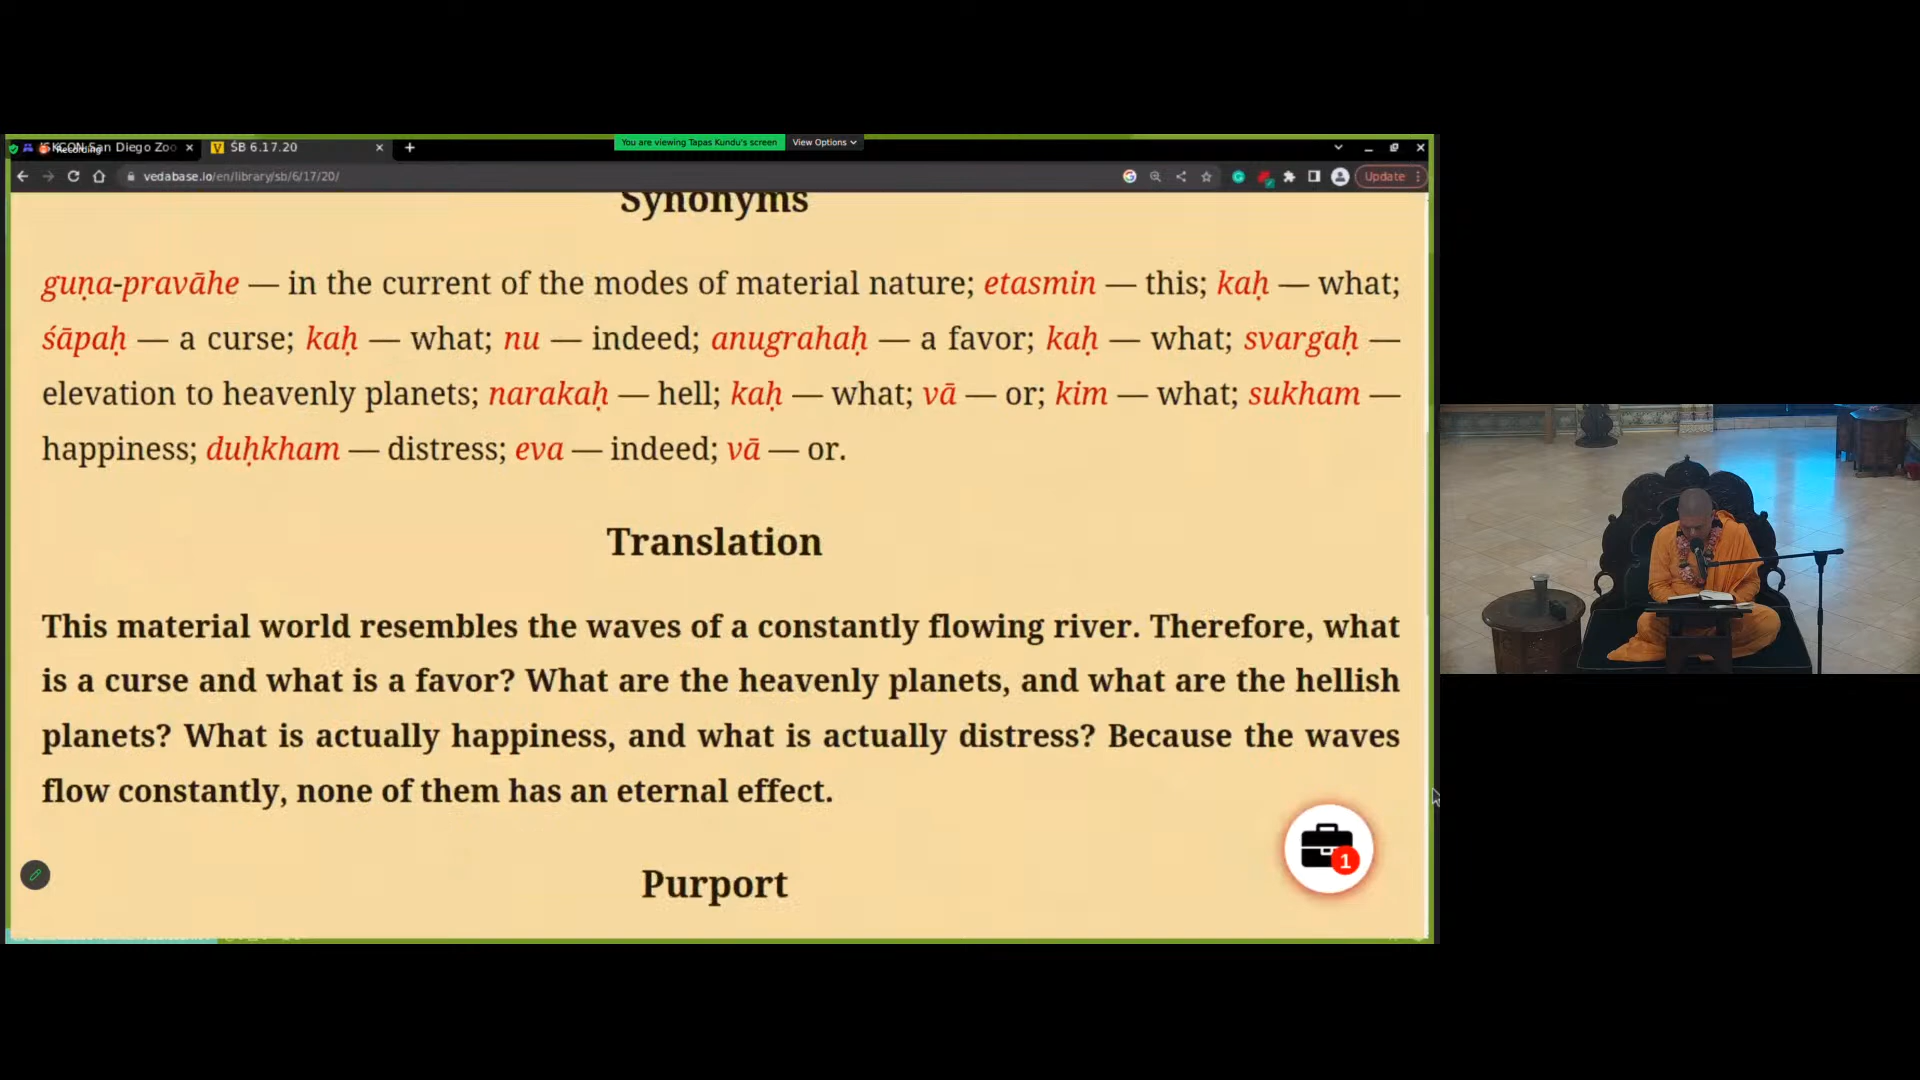 You are viewing Tapas Kundu's screen View Options
San Diego Zoo ŚB 6.17.20
vedabase.io/en/library/sb/6/17/20/ Update
Synonyms
guṇa-pravāhe — in the current of the modes of material nature; etasmin — this; kaḥ — what;
śāpaḥ — a curse; kaḥ — what; nu — indeed; anugrahaḥ — a favor; kaḥ — what; svargaḥ —
elevation to heavenly planets; narakaḥ — hell; kaḥ — what; vā — or; kim — what; sukham —
happiness; duḥkham — distress; eva — indeed; vā — or.
Translation
This material world resembles the waves of a constantly flowing river. Therefore, what
is a curse and what is a favor? What are the heavenly planets, and what are the hellish
planets? What is actually happiness, and what is actually distress? Because the waves
flow constantly, none of them has an eternal effect.
1
Purport